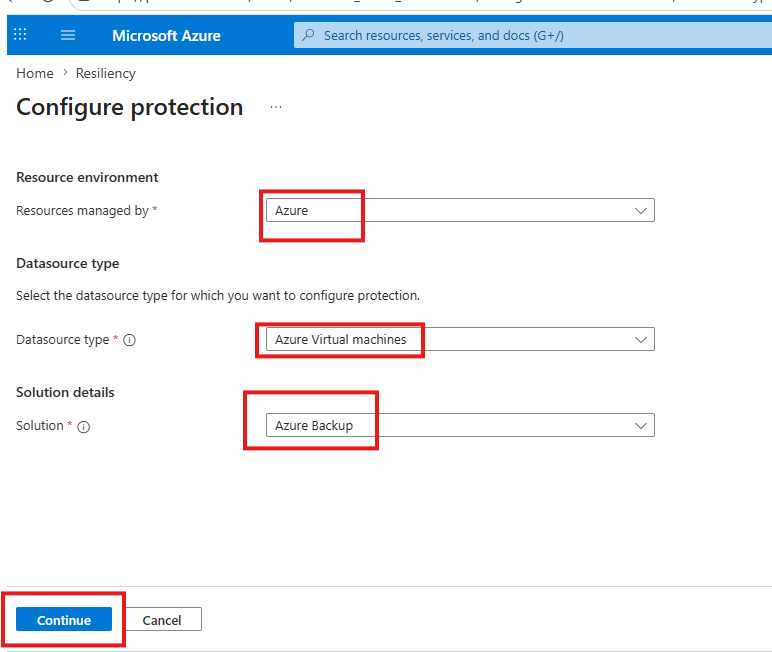 Microsoft Azure
Search resources, services, and docs (G+/)
Home > Resiliency
Configure protection ...
Resource environment
Resources managed by * Azure
Datasource type
Select the datasource type for which you want to configure protection.
Datasource type * Azure Virtual machines
Solution details
Solution * Azure Backup
Continue Cancel